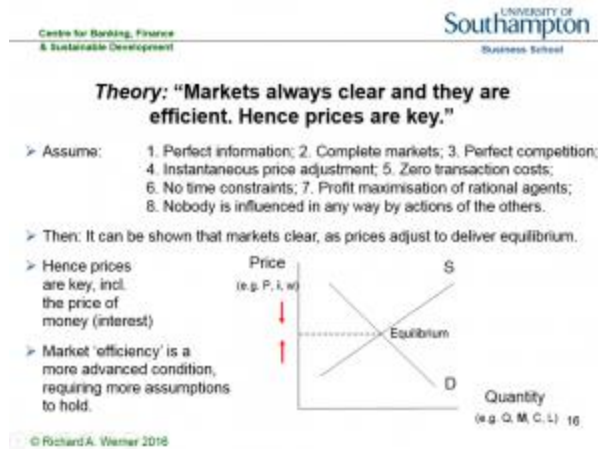 Centre for Banking, Finance
& Sustainable Development
UNIVERSITY OF
Southampton
Business School
Theory: “Markets always clear and they are
efficient. Hence prices are key.”
➢ Assume: 1. Perfect information; 2. Complete markets; 3. Perfect competition;
4. Instantaneous price adjustment; 5. Zero transaction costs;
6. No time constraints; 7. Profit maximisation of rational agents;
8. Nobody is influenced in any way by actions of the others.
➢ Then: It can be shown that markets clear, as prices adjust to deliver equilibrium.
➢ Hence prices
are key, incl.
the price of
money (interest)
➢ Market ‘efficiency’ is a
more advanced condition,
requiring more assumptions
to hold.
Price
(e.g. P, i, w)
S
Equilibrium
D
Quantity
(e.g. Q, M, C, L) 16
© Richard A. Werner 2016